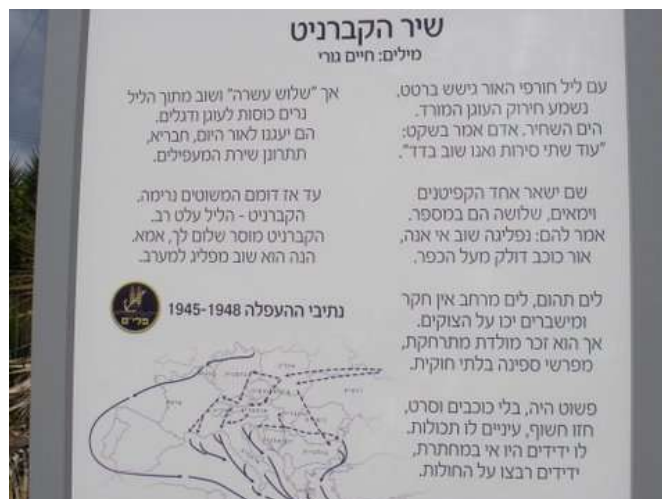 שיר הקברניט
מילים: חיים גורי
עם ליל חורפי האור גישש ברטט,
נשמע חירוק העוגן המורד.
הים השחיר. אדם אמר בשקט:
"עוד שתי סירות ואנו שוב בדד".
שם ישאר אחד הקפיטנים
וימאים, שלושה הם במספר.
אמר להם: נפליגה שוב אי אנה,
אור כוכב דולק מעל הכפר.
לים תהום, לים מרחב אין חקר
ומישברים יכו על הצוקים.
אך הוא זכר מולדת מתרחקת,
מפרשי ספינה בלתי חוקית.
פשוט היה, בלי כוכבים וסרט,
חזו חשוף, עיניים לו תכולות.
לו ידידים היו אי במחתרת,
ידידים רבצו על החולות.
אך "שלוש עשרה" ושוב מתוך הליל
נרים כוסות לעוגן ודגלים.
הם יעגנו לאור היום, חבריא,
תתרונן שירת המעפילים.
עד אז דומם המשוטים נרימה.
הקברניט - הליל עלט רב.
הקברניט מוסר שלום לך, אמא.
הנה הוא שוב מפליג למערב.
נתיבי ההעפלה 1945-1948
פלי"ם